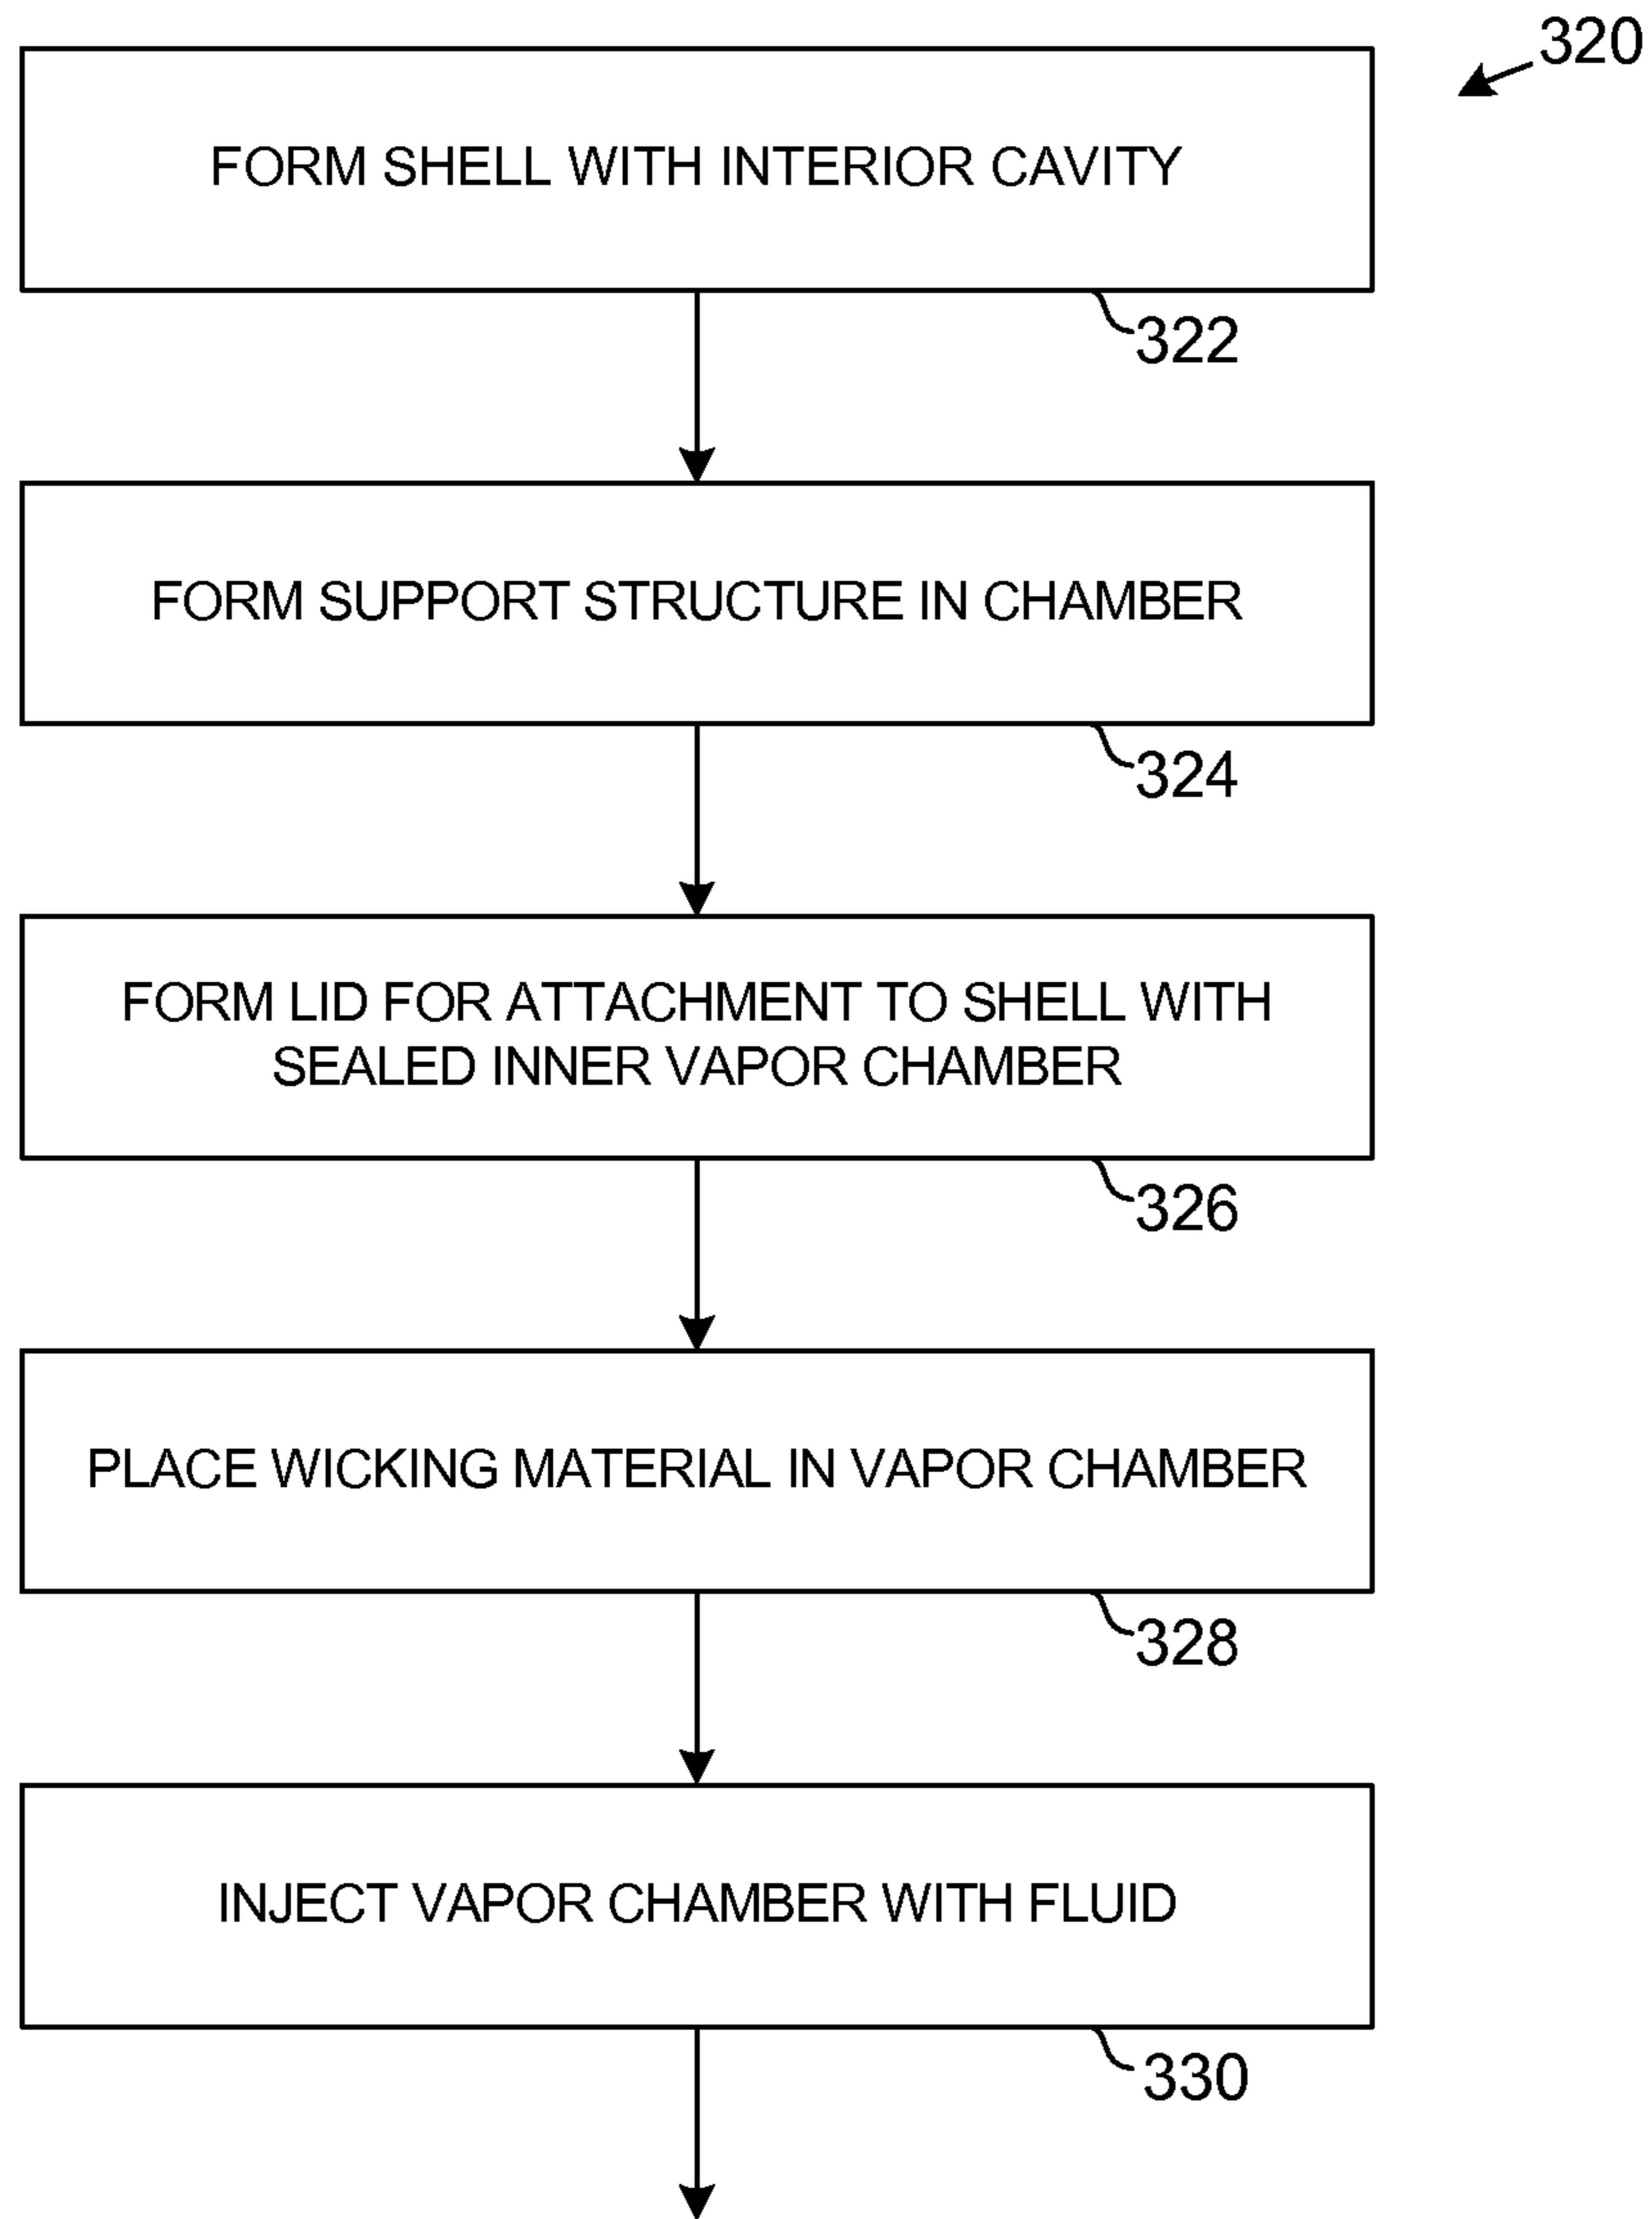 320
FORM SHELL WITH INTERIOR CAVITY
322
FORM SUPPORT STRUCTURE IN CHAMBER
324
FORM LID FOR ATTACHMENT TO SHELL WITH
SEALED INNER VAPOR CHAMBER
326
PLACE WICKING MATERIAL IN VAPOR CHAMBER
328
INJECT VAPOR CHAMBER WITH FLUID
330